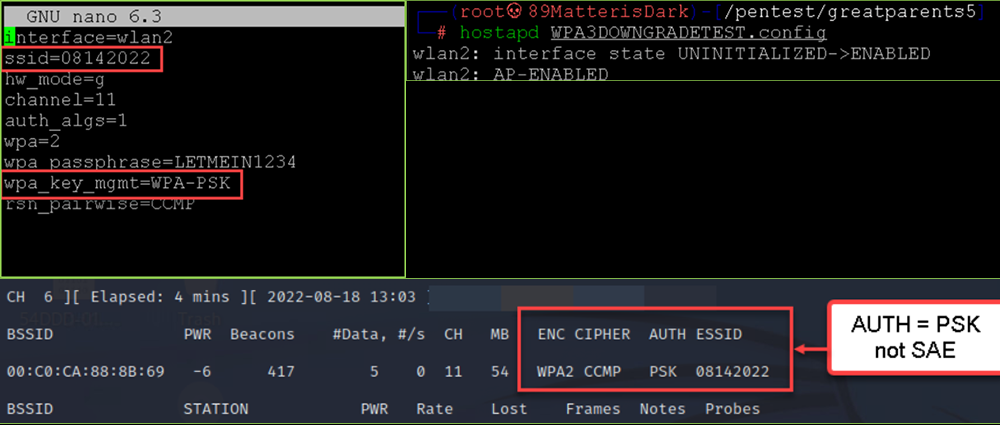 GNU nano 6.3
interface=wlan2
ssid=08142022
hw_mode=g
channel=11
auth_algs=1
wpa=2
wpa_passphrase=LETMEIN1234
wpa_key_mgmt=WPA-PSK
rsn_pairwise=CCMP
(root💀89MatterisDark)-[/pentest/greatparents5]
# hostapd WPA3DOWNGRADETEST.config
wlan2: interface state UNINITIALIZED->ENABLED
wlan2: AP-ENABLED
CH 6 ][ Elapsed: 4 mins ][ 2022-08-18 13:03 ]
BSSID PWR Beacons #Data, #/s CH MB ENC CIPHER AUTH ESSID
00:C0:CA:88:8B:69 -6 417 5 0 11 54 WPA2 CCMP PSK 08142022
BSSID STATION PWR Rate Lost Frames Notes Probes
AUTH = PSK
not SAE